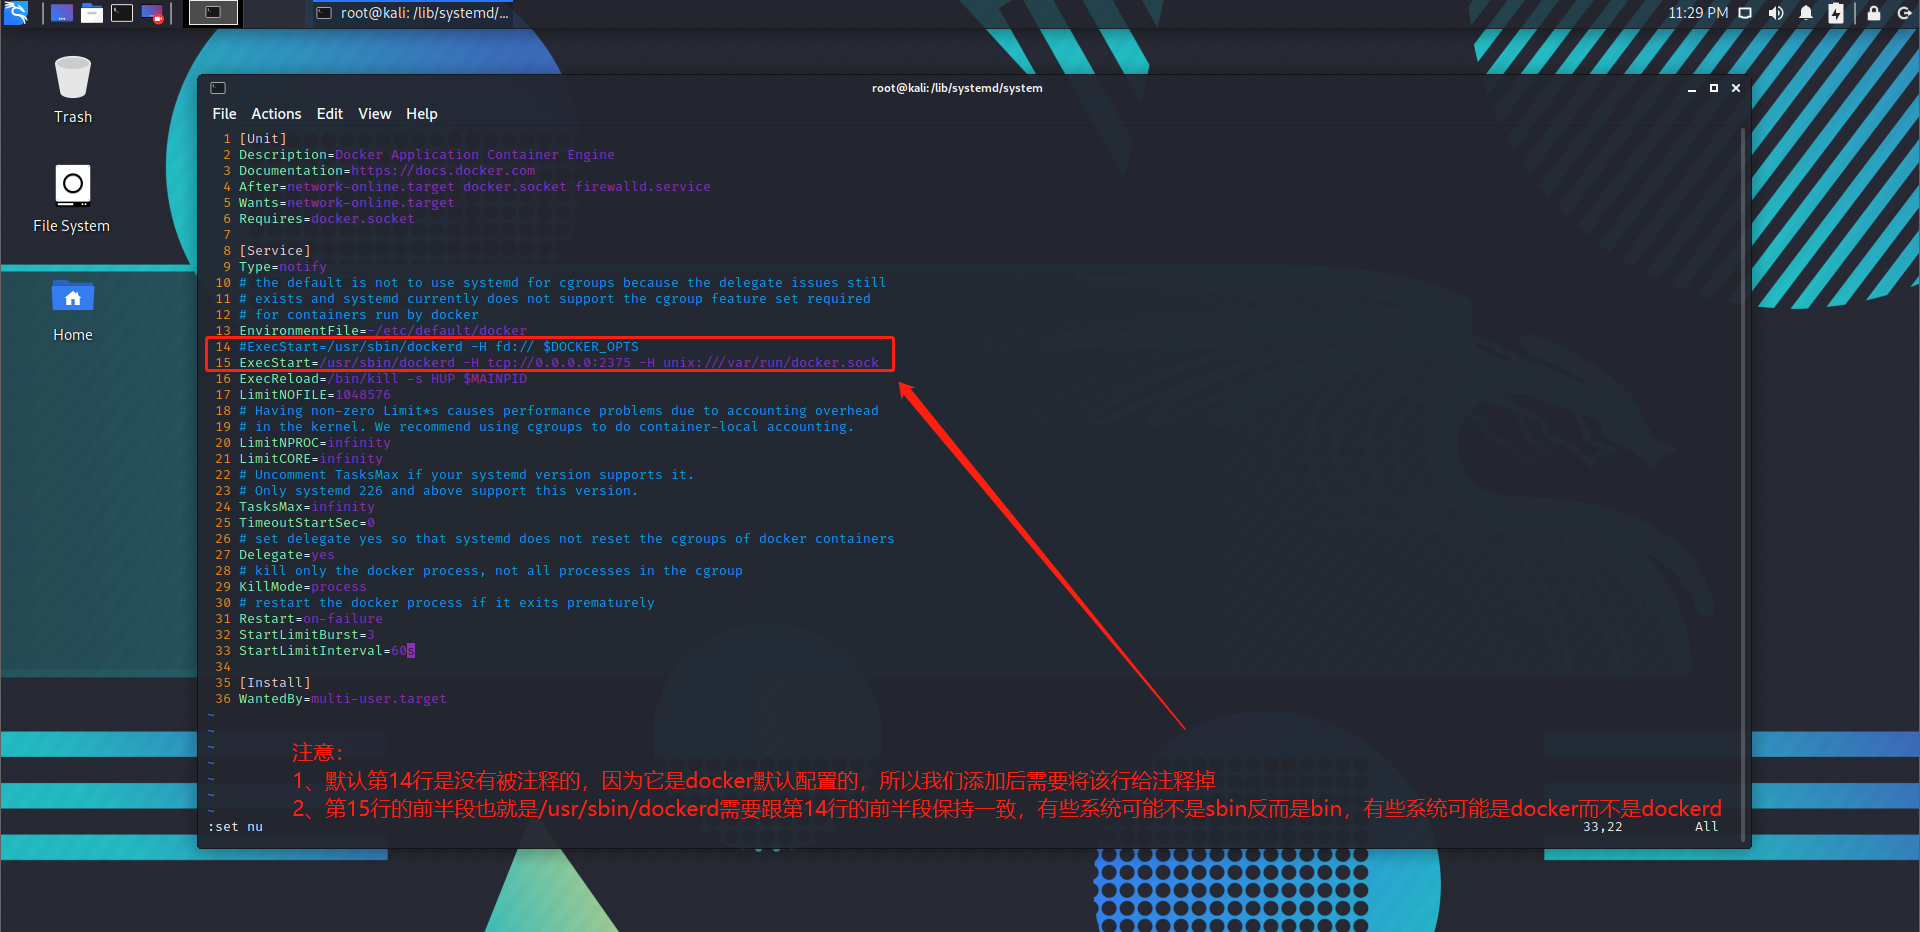 root@kali: /lib/systemd/...
11:29 PM
Trash
File System
Home
root@kali: /lib/systemd/system
File Actions Edit View Help
1 [Unit]
2 Description=Docker Application Container Engine
3 Documentation=https://docs.docker.com
4 After=network-online.target docker.socket firewalld.service
5 Wants=network-online.target
6 Requires=docker.socket
7
8 [Service]
9 Type=notify
10 # the default is not to use systemd for cgroups because the delegate issues still
11 # exists and systemd currently does not support the cgroup feature set required
12 # for containers run by docker
13 EnvironmentFile=-/etc/default/docker
14 #ExecStart=/usr/sbin/dockerd -H fd:// $DOCKER_OPTS
15 ExecStart=/usr/sbin/dockerd -H tcp://0.0.0.0:2375 -H unix:///var/run/docker.sock
16 ExecReload=/bin/kill -s HUP $MAINPID
17 LimitNOFILE=1048576
18 # Having non-zero Limit*s causes performance problems due to accounting overhead
19 # in the kernel. We recommend using cgroups to do container-local accounting.
20 LimitNPROC=infinity
21 LimitCORE=infinity
22 # Uncomment TasksMax if your systemd version supports it.
23 # Only systemd 226 and above support this version.
24 TasksMax=infinity
25 TimeoutStartSec=0
26 # set delegate yes so that systemd does not reset the cgroups of docker containers
27 Delegate=yes
28 # kill only the docker process, not all processes in the cgroup
29 KillMode=process
30 # restart the docker process if it exits prematurely
31 Restart=on-failure
32 StartLimitBurst=3
33 StartLimitInterval=60s
34
35 [Install]
36 WantedBy=multi-user.target
~
~
~
~
~
~
~
注意：
1、默认第14行是没有被注释的，因为它是docker默认配置的，所以我们添加后需要将该行给注释掉
2、第15行的前半段也就是/usr/sbin/dockerd需要跟第14行的前半段保持一致，有些系统可能不是sbin反而是bin，有些系统可能是docker而不是dockerd
:set nu 33,22 All